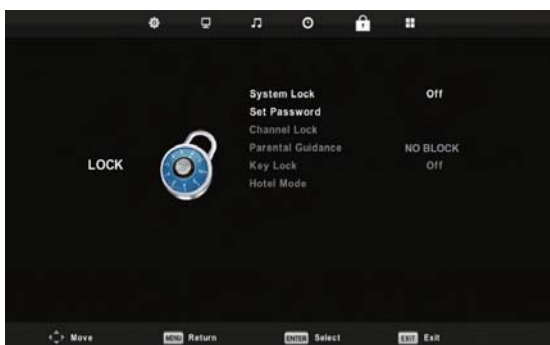 System Lock Off
Set Password
Channel Lock
Parental Guidance NO BLOCK
LOCK
Key Lock Off
Hotel Mode
Move MENU Return ENTER Select EXIT Exit